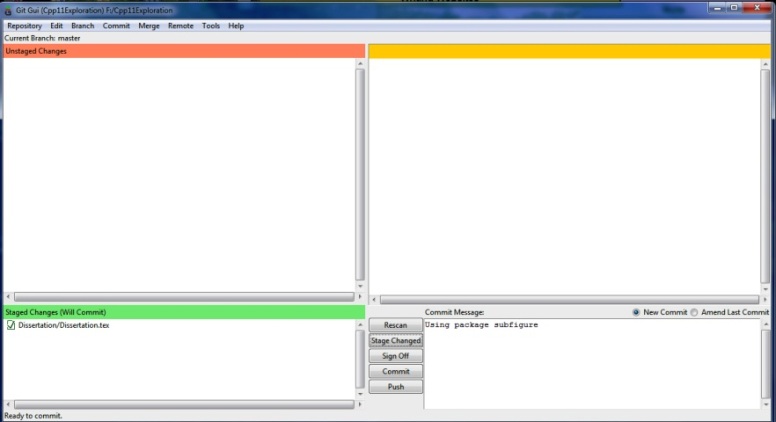 Git Gui (Cpp11Exploration) F:/Cpp11Exploration
Repository Edit Branch Commit Merge Remote Tools Help
Current Branch: master
Unstaged Changes
Staged Changes (Will Commit)
Dissertation/Dissertation.tex
Commit Message:
New Commit
Amend Last Commit
Rescan
Stage Changed
Sign Off
Commit
Push
Using package subfigure
Ready to commit.